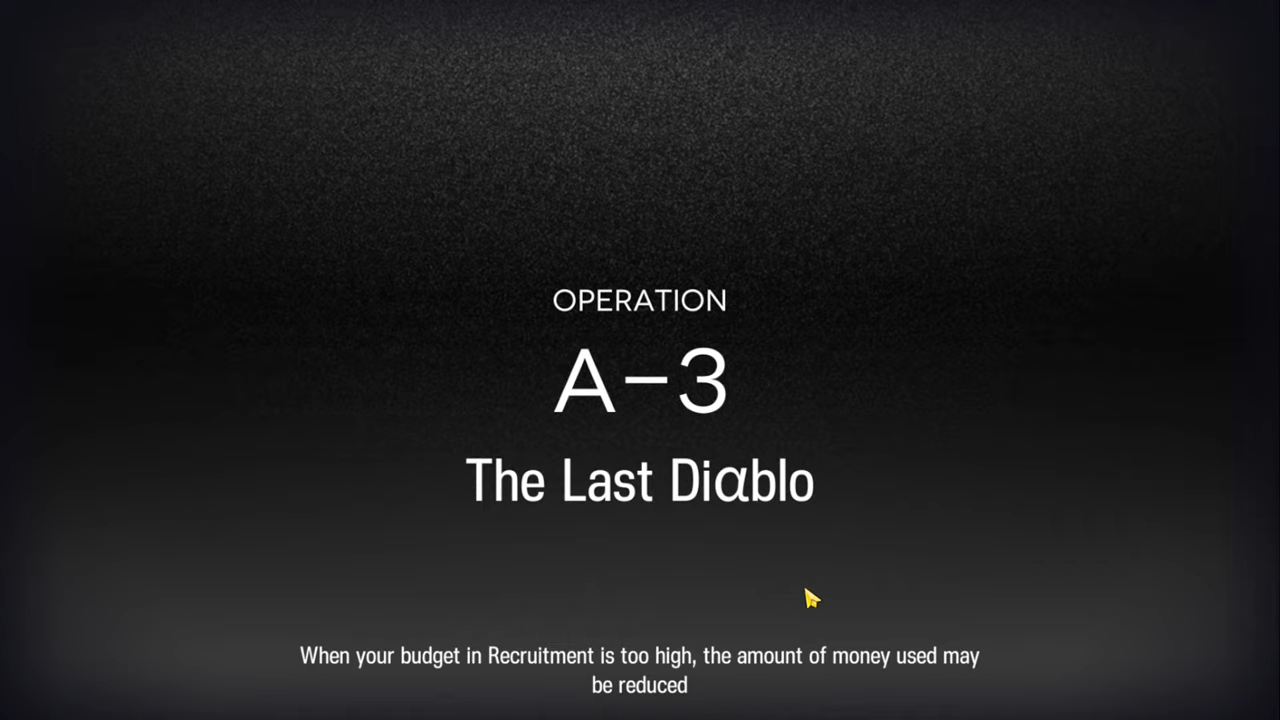 OPERATION
A-3
The Last Diαblo
When your budget in Recruitment is too high, the amount of money used may
be reduced